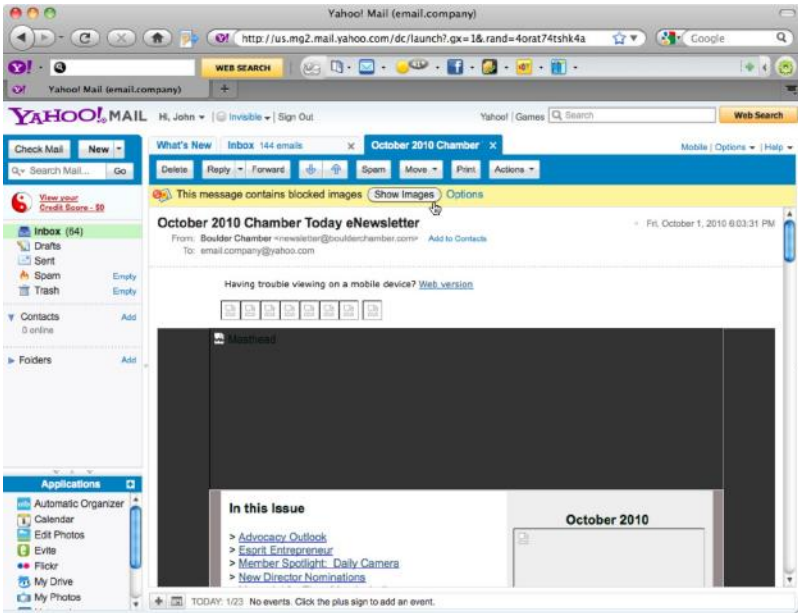 Yahoo! Mail (email.company)
http://us.mg2.mail.yahoo.com/dc/launch?.gx=1&.rand=4orat74tshk4a
Google
WEB SEARCH
Yahoo! Mail (email.company)
YAHOO! MAIL Hi, John Invisible | Sign Out Yahoo! | Games Search Web Search
Check Mail New What's New Inbox 144 emails x October 2010 Chamber x Mobile | Options | Help
Search Mail... Go Delete Reply Forward Spam Move Print Actions
This message contains blocked images Show Images Options
View your
Credit Score - $0
October 2010 Chamber Today eNewsletter Fri, October 1, 2010 6:03:31 PM
From: Boulder Chamber <newsletter@boulderchamber.com> Add to Contacts
To: email.company@yahoo.com
Inbox (64)
Drafts
Sent
Spam Empty
Trash Empty
Contacts Add
0 online
Folders Add
Having trouble viewing on a mobile device? Web version
Masthead
In this Issue
> Advocacy Outlook
> Esprit Entrepreneur
> Member Spotlight: Daily Camera
> New Director Nominations
October 2010
Applications
Automatic Organizer
Calendar
Edit Photos
Evite
Flickr
My Drive
My Photos
TODAY: 1/23 No events. Click the plus sign to add an event.